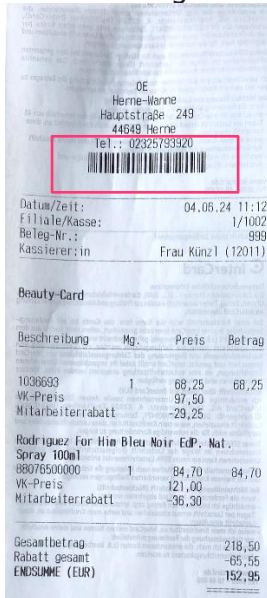 OE
Herne-Wanne
Hauptstraße 249
44649 Herne
Tel.: 02325793920
Datum/Zeit: 04.06.24 11:12
Filiale/Kasse: 1/1002
Beleg-Nr.: 999
Kassierer:in Frau Künzl (12011)
Beauty-Card
Beschreibung Mg. Preis Betrag
1036693 1 68,25 68,25
VK-Preis 97,50
Mitarbeiterrabatt -29,25
Rodriguez For Him Bleu Noir EdP. Nat.
Spray 100ml
88076500000 1 84,70 84,70
VK-Preis 121,00
Mitarbeiterrabatt -36,30
Gesamtbetrag 218,50
Rabatt gesamt -65,55
ENDSUMME (EUR) 152,95